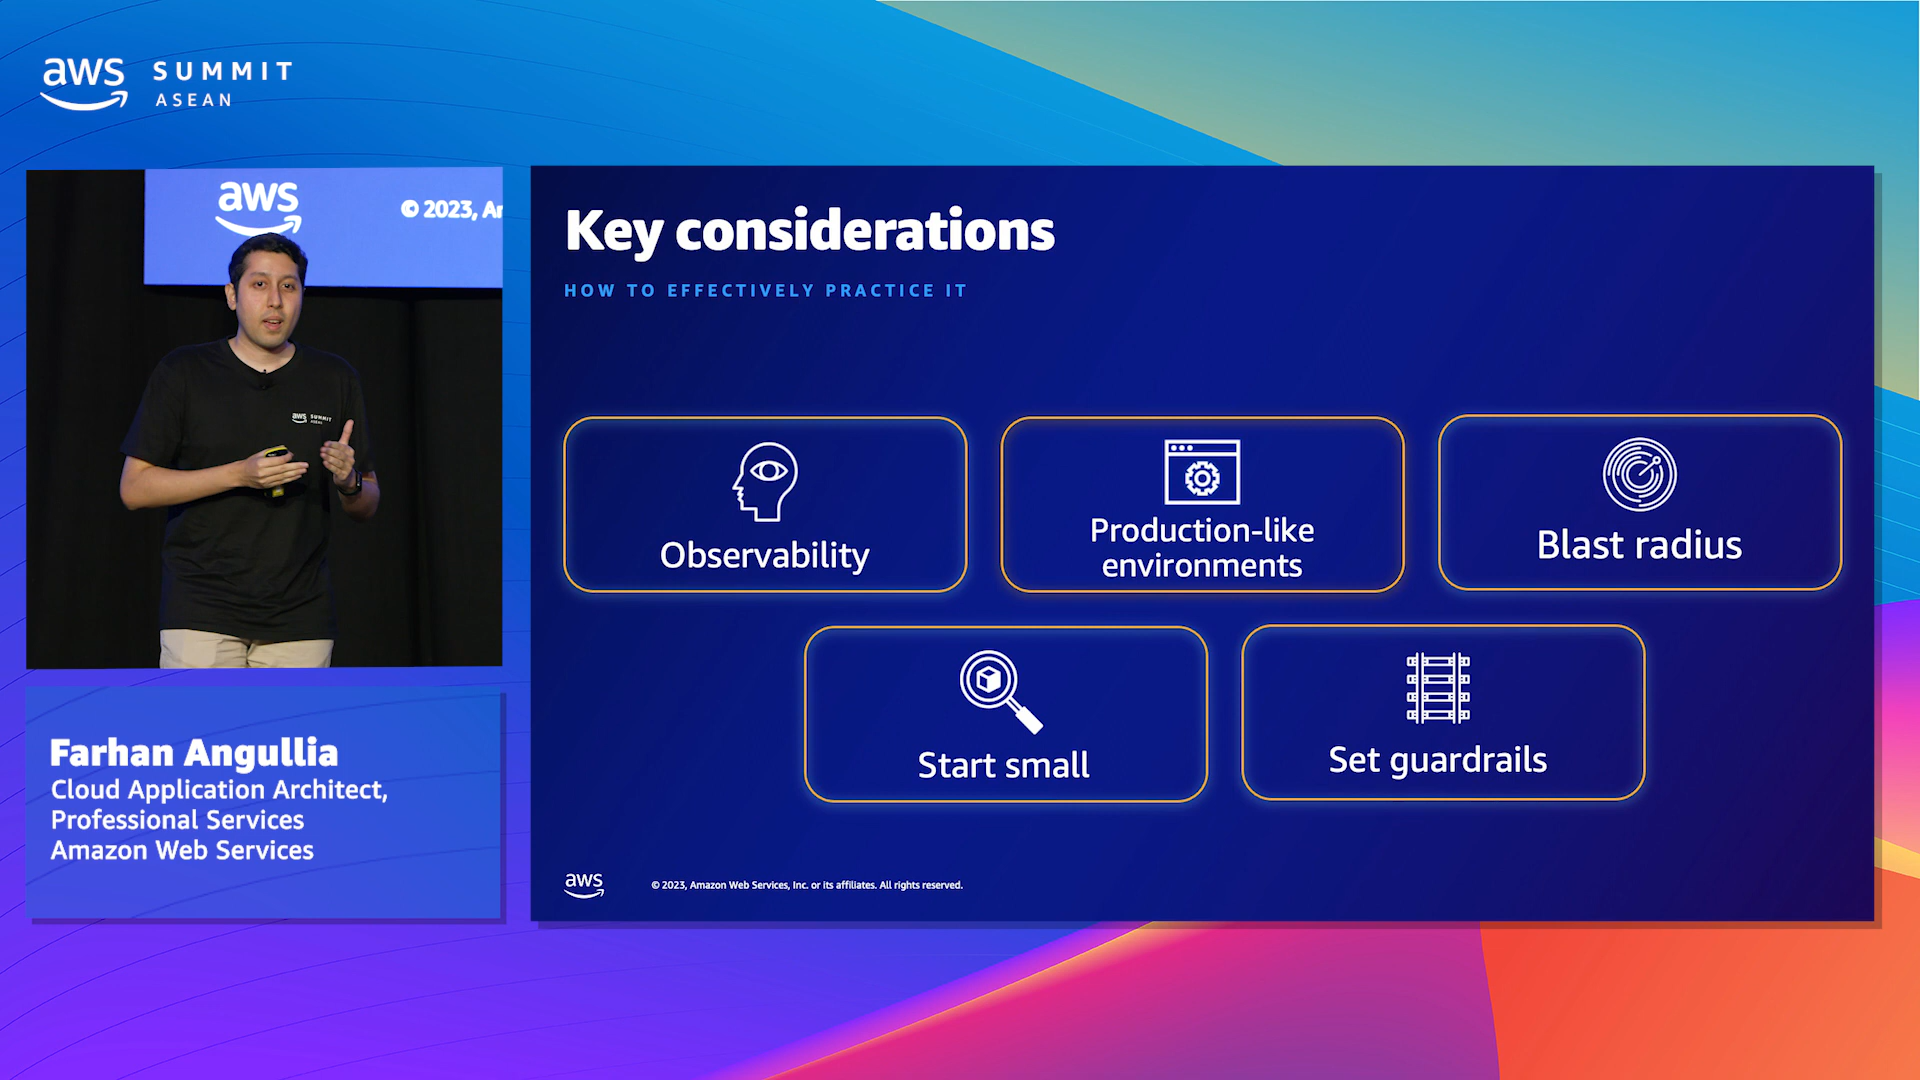 aws SUMMIT
ASEAN
aws
© 2023, Ar
aws SUMMIT
ASEAN
Farhan Angullia
Cloud Application Architect,
Professional Services
Amazon Web Services
Key considerations
HOW TO EFFECTIVELY PRACTICE IT
Observability
Production-like
environments
Blast radius
Start small
Set guardrails
aws
© 2023, Amazon Web Services, Inc. or its affiliates. All rights reserved.